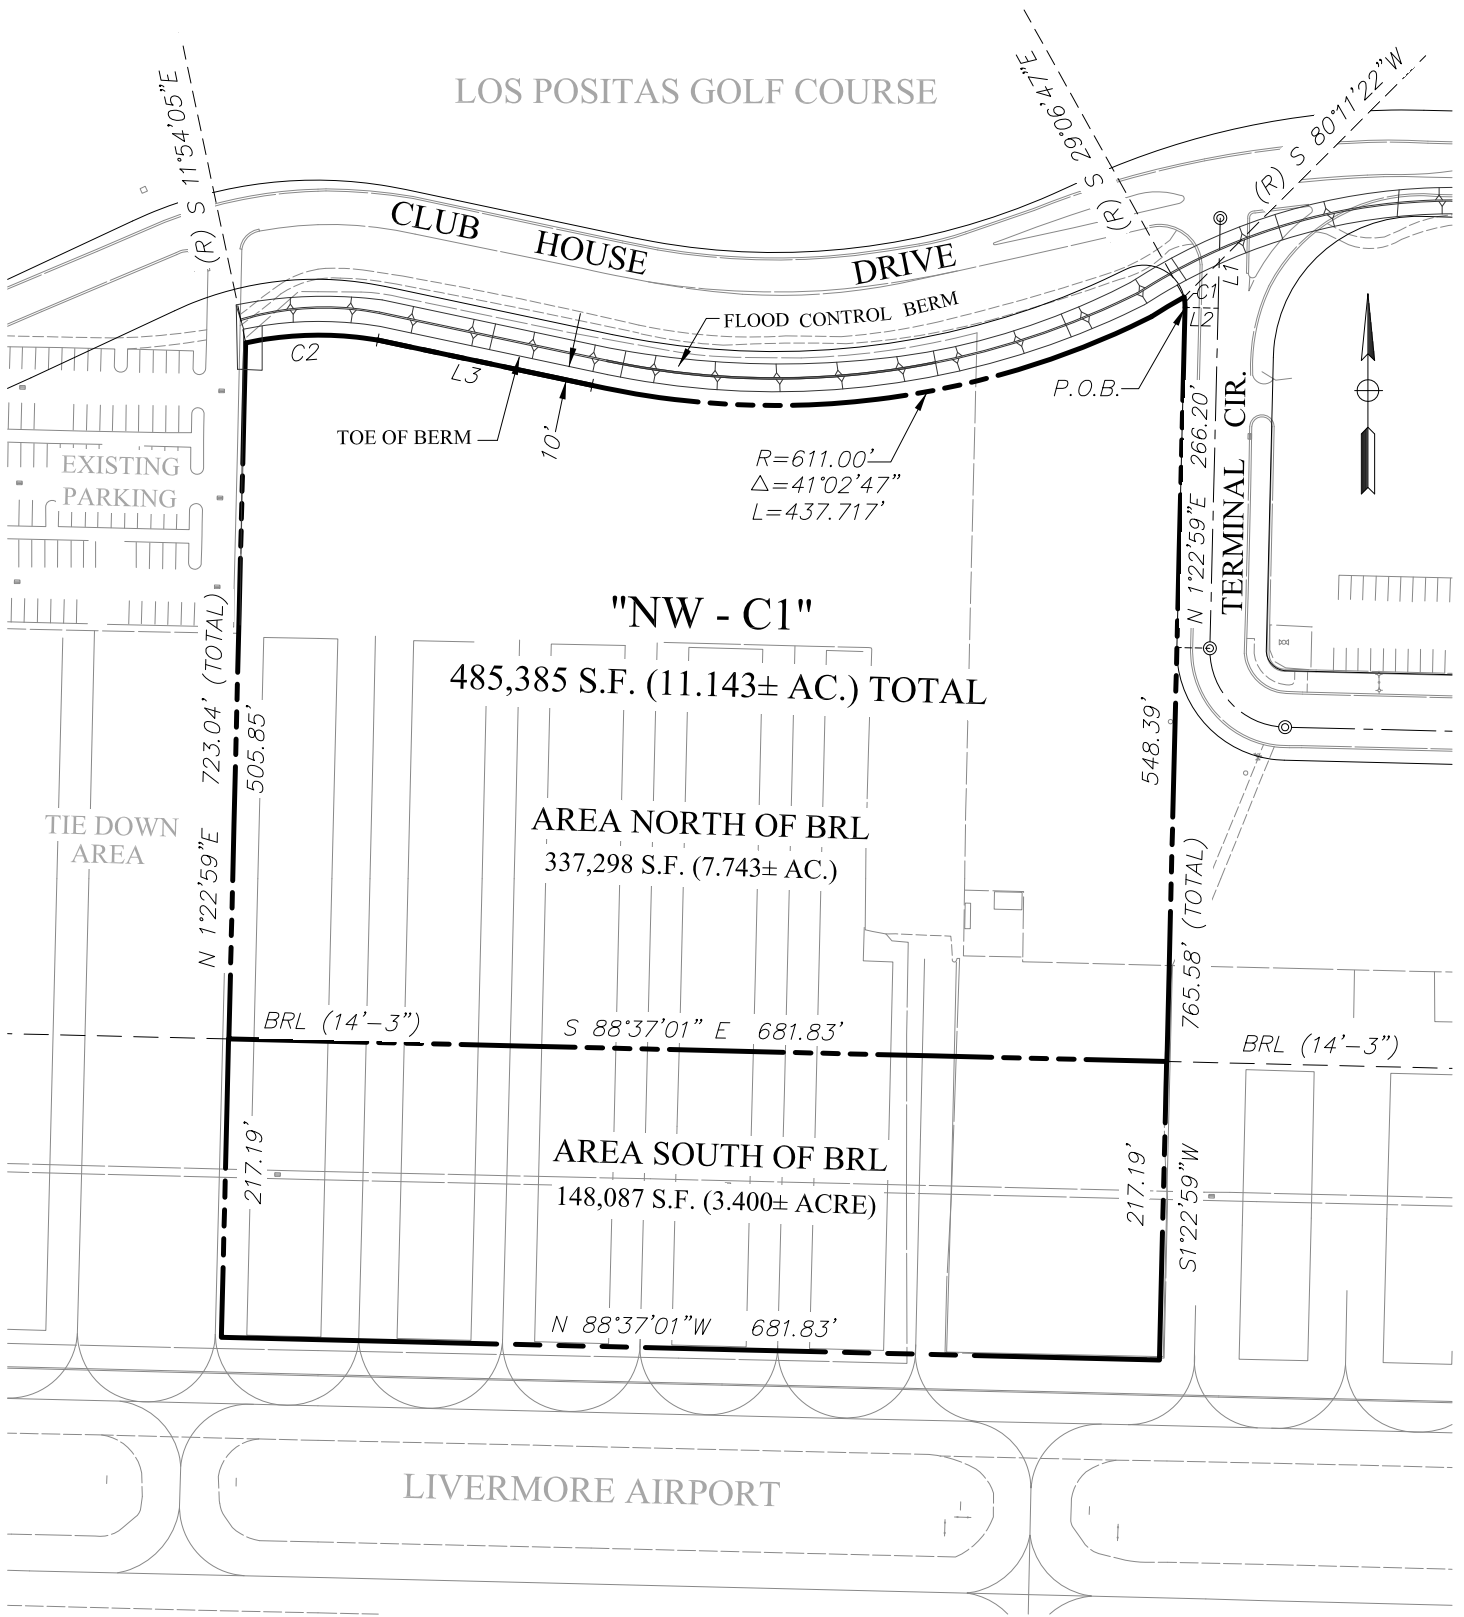 LOS POSITAS GOLF COURSE
(R) S 11°54'05"E
(R) S 29°06'47"E
(R) S 80°11'22"W
CLUB HOUSE DRIVE
FLOOD CONTROL BERM
C1
L1
L2
C2
L3
TOE OF BERM
10'
P.O.B.
R=611.00'
Δ=41°02'47"
L=437.717'
EXISTING
PARKING
N 1°22'59"E 266.20'
TERMINAL CIR.
"NW - C1"
485,385 S.F. (11.143± AC.) TOTAL
N 1°22'59"E 723.04' (TOTAL)
505.85'
548.39'
TIE DOWN
AREA
AREA NORTH OF BRL
337,298 S.F. (7.743± AC.)
S1°22'59"W 765.58' (TOTAL)
BRL (14'-3")
S 88°37'01" E 681.83'
BRL (14'-3")
217.19'
AREA SOUTH OF BRL
148,087 S.F. (3.400± ACRE)
217.19'
N 88°37'01"W 681.83'
LIVERMORE AIRPORT